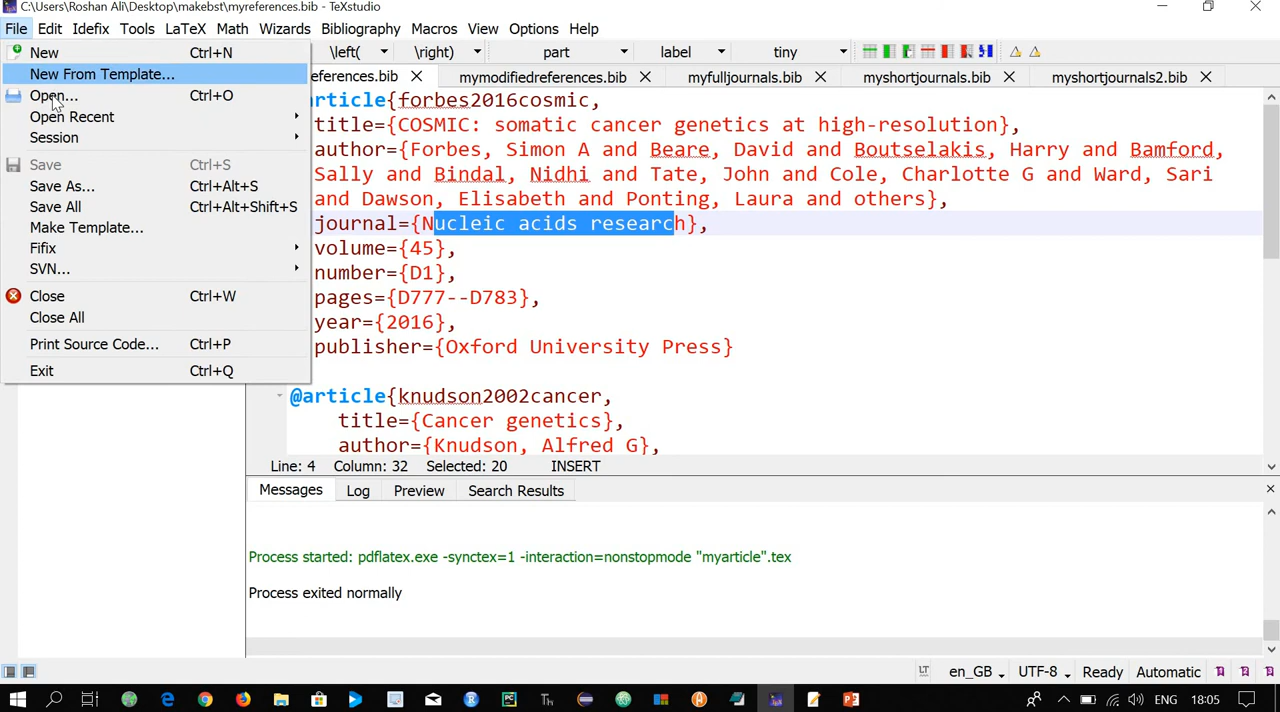 C:\Users\Roshan Ali\Desktop\makebst\myreferences.bib - TeXstudio
File Edit Idefix Tools LaTeX Math Wizards Bibliography Macros View Options Help
\left( \right) part label tiny
eferences.bib mymodifiedreferences.bib myfulljournals.bib myshortjournals.bib myshortjournals2.bib
New Ctrl+N
New From Template...
Open... Ctrl+O
Open Recent
Session
Save Ctrl+S
Save As... Ctrl+Alt+S
Save All Ctrl+Alt+Shift+S
Make Template...
Fifix
SVN...
Close Ctrl+W
Close All
Print Source Code... Ctrl+P
Exit Ctrl+Q
article{forbes2016cosmic,
title={COSMIC: somatic cancer genetics at high-resolution},
author={Forbes, Simon A and Beare, David and Boutselakis, Harry and Bamford,
Sally and Bindal, Nidhi and Tate, John and Cole, Charlotte G and Ward, Sari
and Dawson, Elisabeth and Ponting, Laura and others},
journal={Nucleic acids research},
volume={45},
number={D1},
pages={D777--D783},
year={2016},
publisher={Oxford University Press}
@article{knudson2002cancer,
title={Cancer genetics},
author={Knudson, Alfred G},
Line: 4 Column: 32 Selected: 20 INSERT
Messages Log Preview Search Results
Process started: pdflatex.exe -synctex=1 -interaction=nonstopmode "myarticle".tex
Process exited normally
LT en_GB UTF-8 Ready Automatic
ENG 18:05